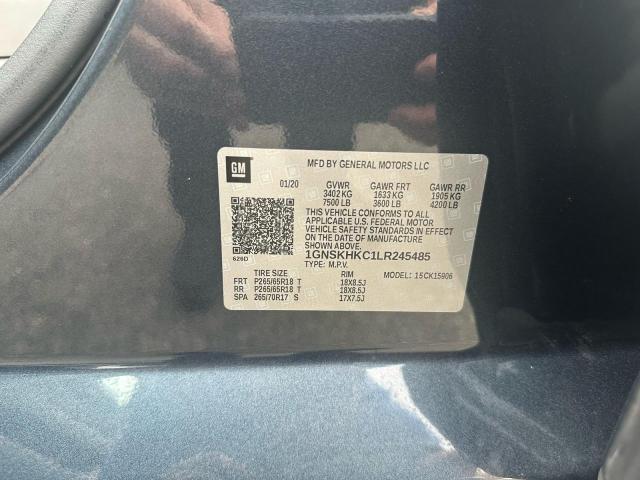 GM
MFD BY GENERAL MOTORS LLC
01/20 GVWR GAWR FRT GAWR RR
3402 KG 1633 KG 1905 KG
7500 LB 3600 LB 4200 LB
THIS VEHICLE CONFORMS TO ALL
APPLICABLE U.S. FEDERAL MOTOR
VEHICLE SAFETY STANDARDS IN EFFECT
ON THE DATE OF MANUFACTURE
SHOWN ABOVE.
626D 1GNSKHKC1LR245485
TYPE: M.P.V.
TIRE SIZE RIM MODEL: 15CK15906
FRT P265/65R18 T 18X8.5J
RR P265/65R18 T 18X8.5J
SPA 265/70R17 S 17X7.5J